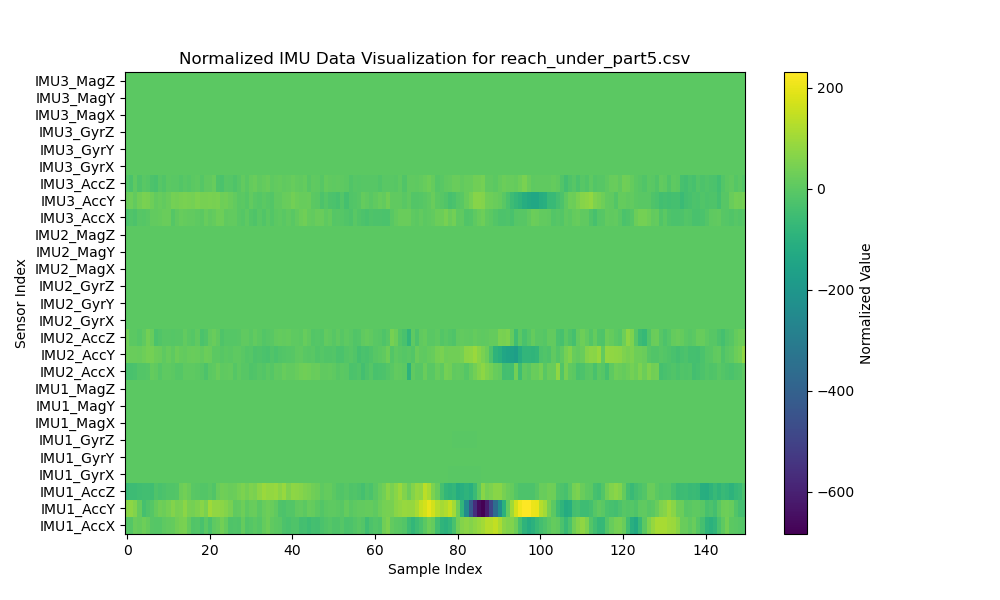 Normalized IMU Data Visualization for reach_under_part5.csv
IMU3_MagZ
IMU3_MagY
IMU3_MagX
IMU3_GyrZ
IMU3_GyrY
IMU3_GyrX
IMU3_AccZ
IMU3_AccY
IMU3_AccX
IMU2_MagZ
IMU2_MagY
IMU2_MagX
IMU2_GyrZ
IMU2_GyrY
IMU2_GyrX
IMU2_AccZ
IMU2_AccY
IMU2_AccX
IMU1_MagZ
IMU1_MagY
IMU1_MagX
IMU1_GyrZ
IMU1_GyrY
IMU1_GyrX
IMU1_AccZ
IMU1_AccY
IMU1_AccX
Sensor Index
0 20 40 60 80 100 120 140
Sample Index
200
0
−200
−400
−600
Normalized Value